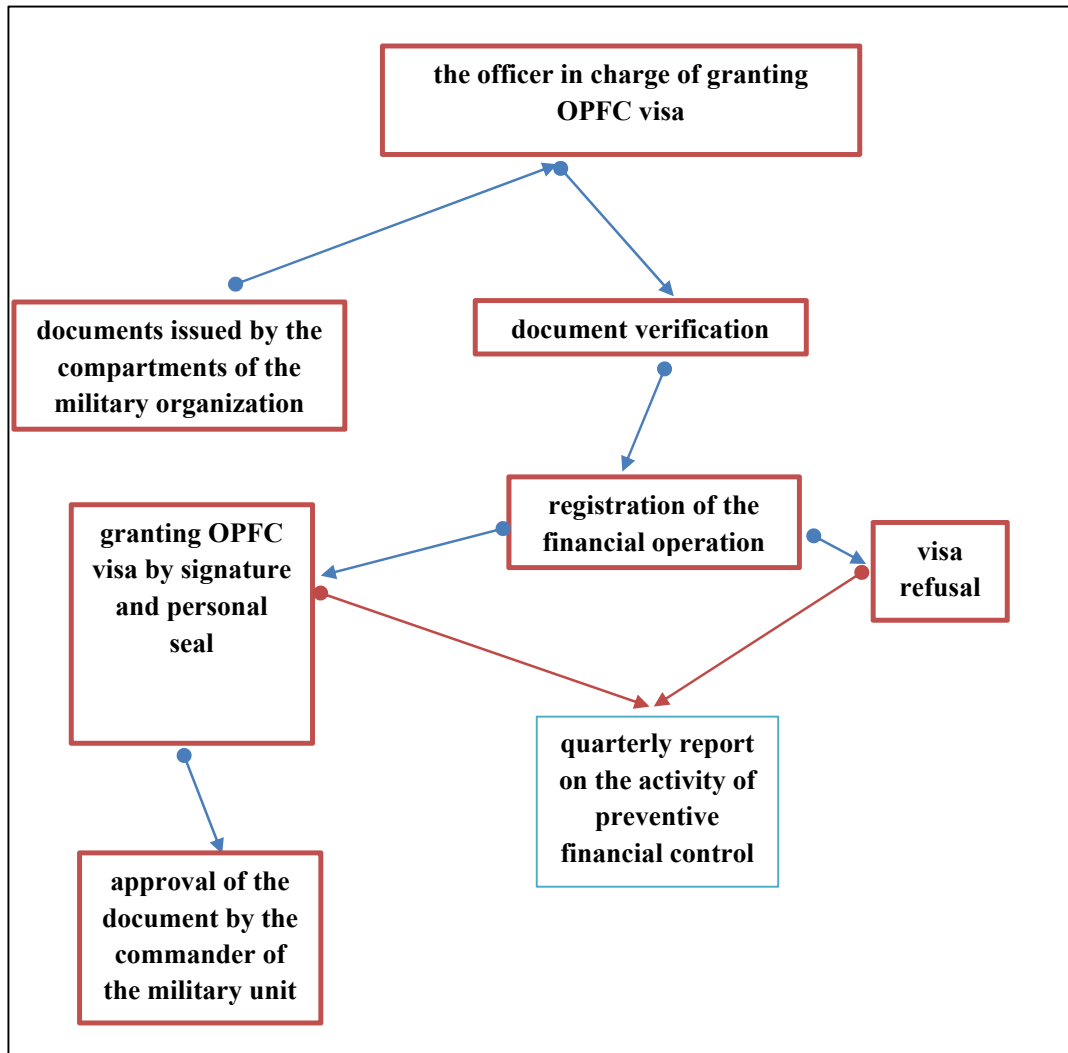 the officer in charge of granting
OPFC visa
documents issued by the
compartments of the
military organization
document verification
registration of the
financial operation
granting OPFC
visa by signature
and personal
seal
visa
refusal
quarterly report
on the activity of
preventive
financial control
approval of the
document by the
commander of
the military unit